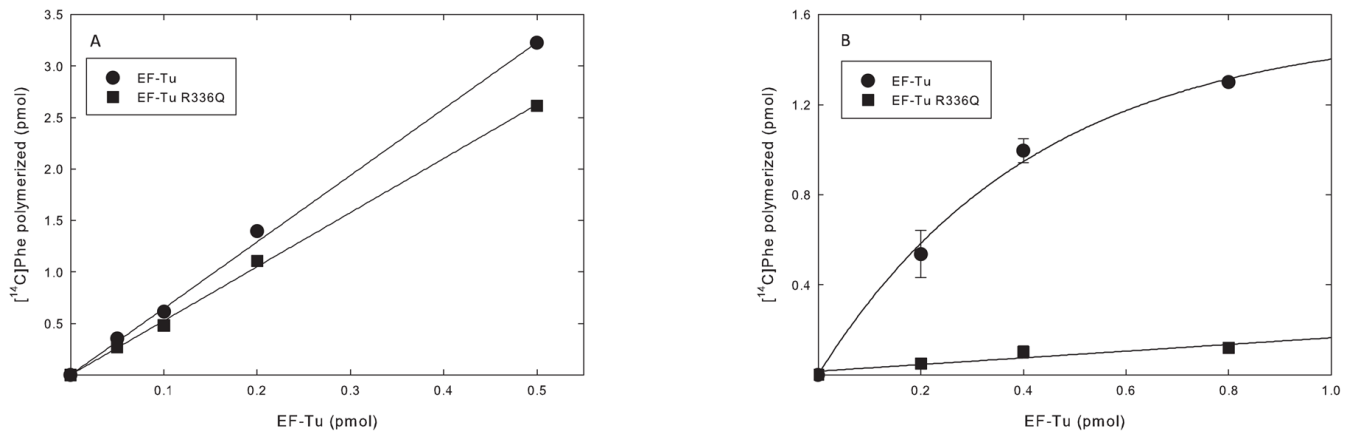 A
EF-Tu
EF-Tu R336Q
[¹⁴C]Phe polymerized (pmol)
3.5
3.0
2.5
2.0
1.5
1.0
0.5
0.1
0.2
0.3
0.4
0.5
EF-Tu (pmol)
B
EF-Tu
EF-Tu R336Q
[¹⁴C]Phe polymerized (pmol)
1.6
1.2
0.8
0.4
0.2
0.4
0.6
0.8
1.0
EF-Tu (pmol)